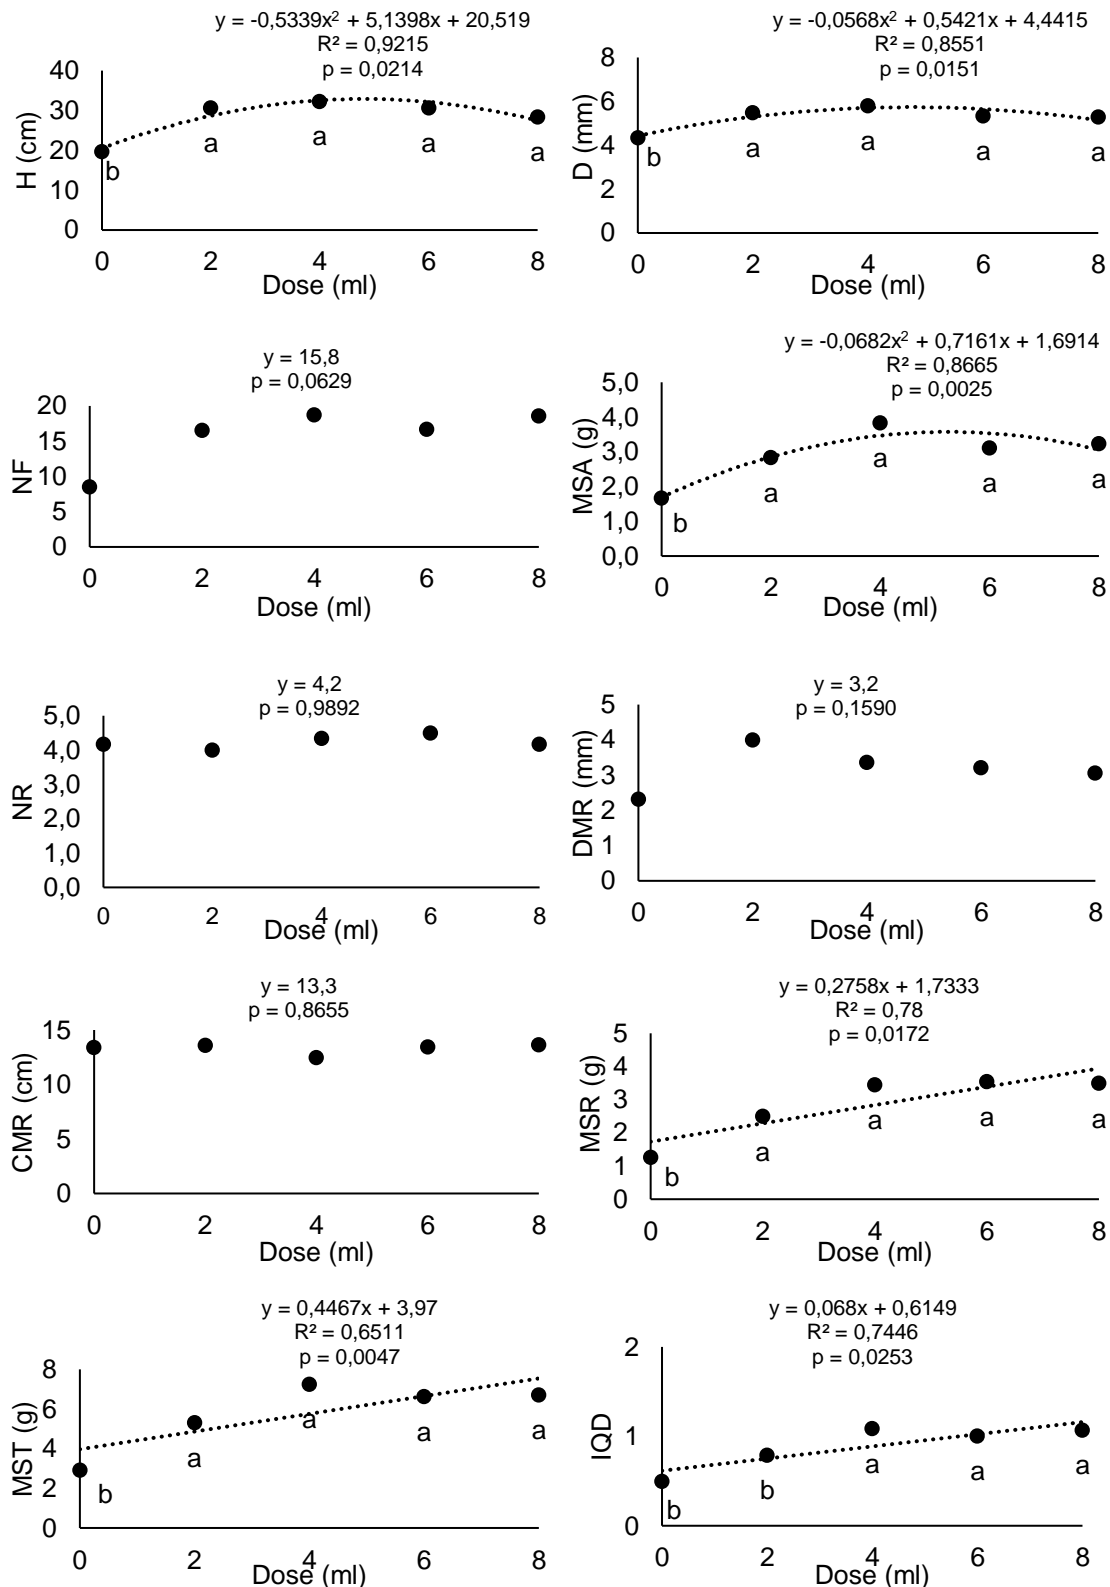 y = -0,5339x² + 5,1398x + 20,519
R² = 0,9215
p = 0,0214
40
30
20
10
0
H (cm)
b
a
a
a
a
0 2 4 6 8
Dose (ml)
y = -0,0568x² + 0,5421x + 4,4415
R² = 0,8551
p = 0,0151
8
6
4
2
0
D (mm)
b
a
a
a
a
0 2 4 6 8
Dose (ml)
y = 15,8
p = 0,0629
20
15
10
5
0
NF
0 2 4 6 8
Dose (ml)
y = -0,0682x² + 0,7161x + 1,6914
R² = 0,8665
p = 0,0025
5,0
4,0
3,0
2,0
1,0
0,0
MSA (g)
b
a
a
a
a
0 2 4 6 8
Dose (ml)
y = 4,2
p = 0,9892
5,0
4,0
3,0
2,0
1,0
0,0
NR
0 2 4 6 8
Dose (ml)
y = 3,2
p = 0,1590
5
4
3
2
1
0
DMR (mm)
0 2 4 6 8
Dose (ml)
y = 13,3
p = 0,8655
15
10
5
0
CMR (cm)
0 2 4 6 8
Dose (ml)
y = 0,2758x + 1,7333
R² = 0,78
p = 0,0172
5
4
3
2
1
0
MSR (g)
b
a
a
a
a
0 2 4 6 8
Dose (ml)
y = 0,4467x + 3,97
R² = 0,6511
p = 0,0047
8
6
4
2
0
MST (g)
b
a
a
a
a
0 2 4 6 8
Dose (ml)
y = 0,068x + 0,6149
R² = 0,7446
p = 0,0253
2
1
0
IQD
b
b
a
a
a
0 2 4 6 8
Dose (ml)